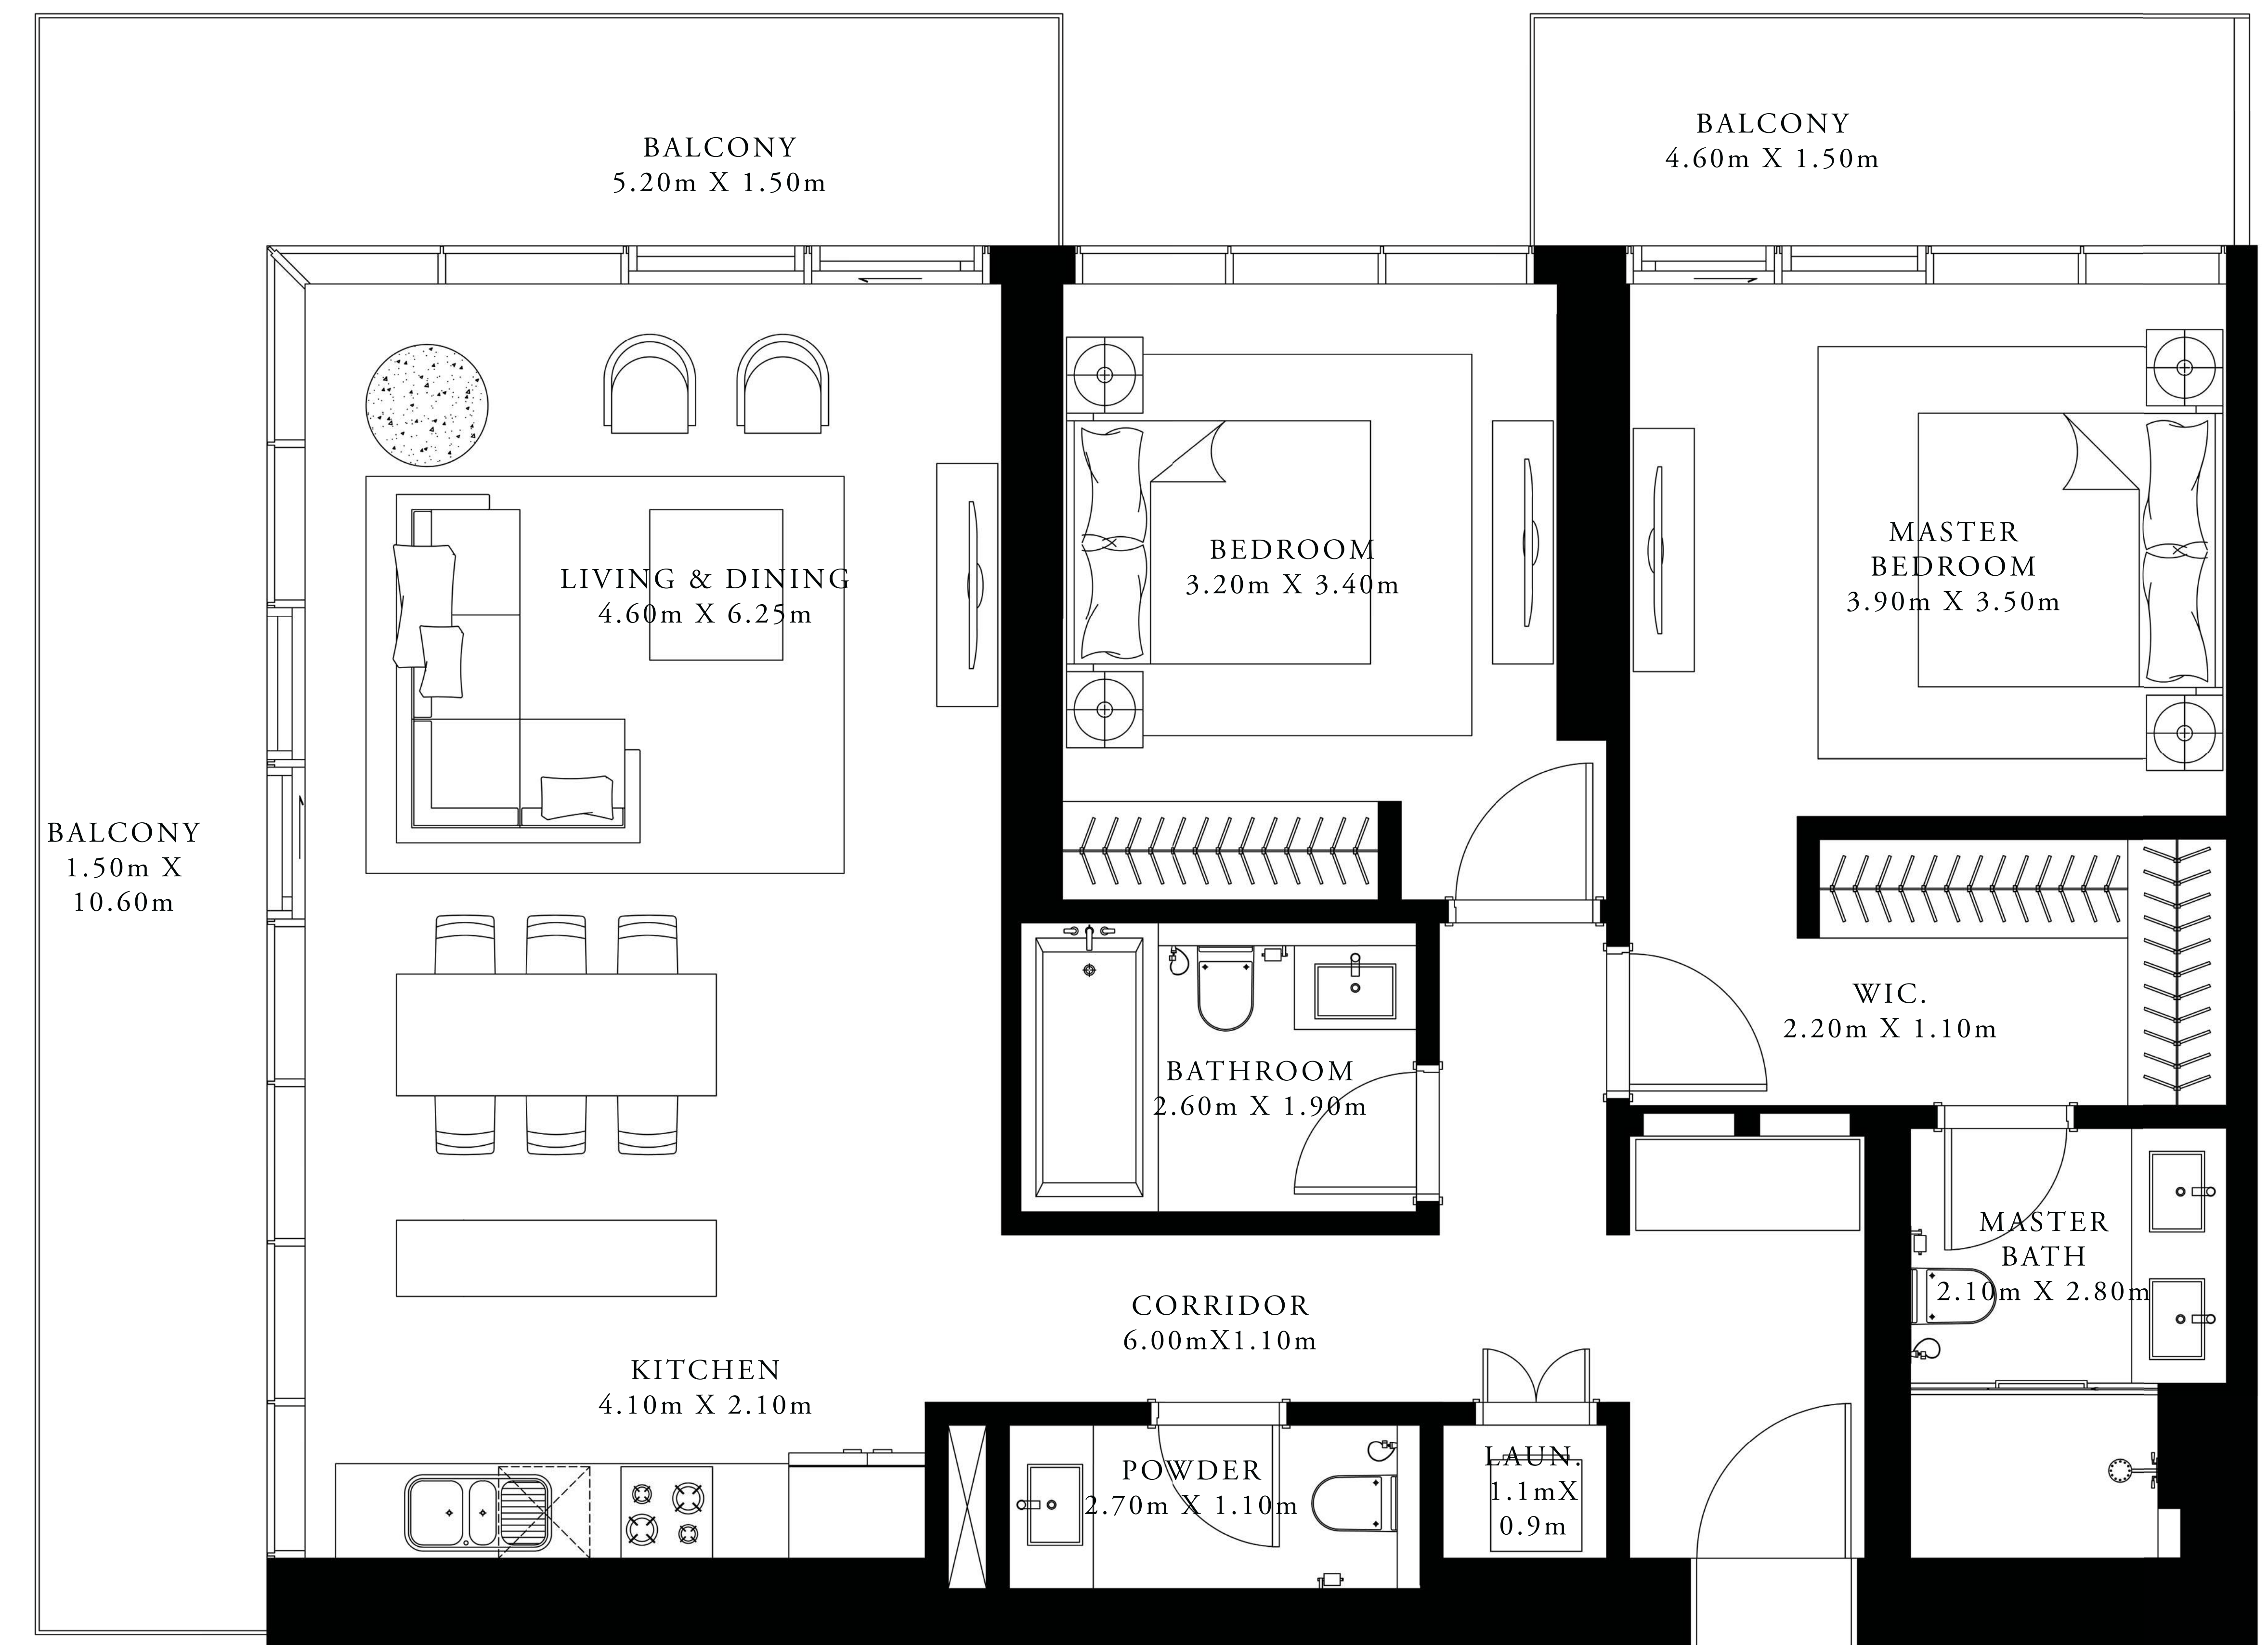 BALCONY
5.20m X 1.50m
BALCONY
4.60m X 1.50m
LIVING & DINING
4.60m X 6.25m
BEDROOM
3.20m X 3.40m
MASTER
BEDROOM
3.90m X 3.50m
BALCONY
1.50m X
10.60m
WIC.
2.20m X 1.10m
BATHROOM
2.60m X 1.90m
MASTER
BATH
2.10m X 2.80m
CORRIDOR
6.00mX1.10m
KITCHEN
4.10m X 2.10m
POWDER
2.70m X 1.10m
LAUN.
1.1mX
0.9m